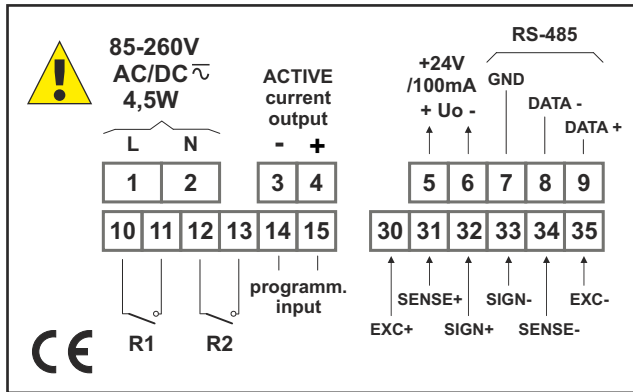 85-260V
AC/DC
4,5W
L N
ACTIVE
current
output
- +
+24V
/100mA
+ Uo -
RS-485
GND
DATA -
DATA +
1 2 3 4 5 6 7 8 9
10 11 12 13 14 15 30 31 32 33 34 35
R1 R2
programm.
input
SENSE+ SIGN- EXC-
EXC+ SIGN+ SENSE-
CE